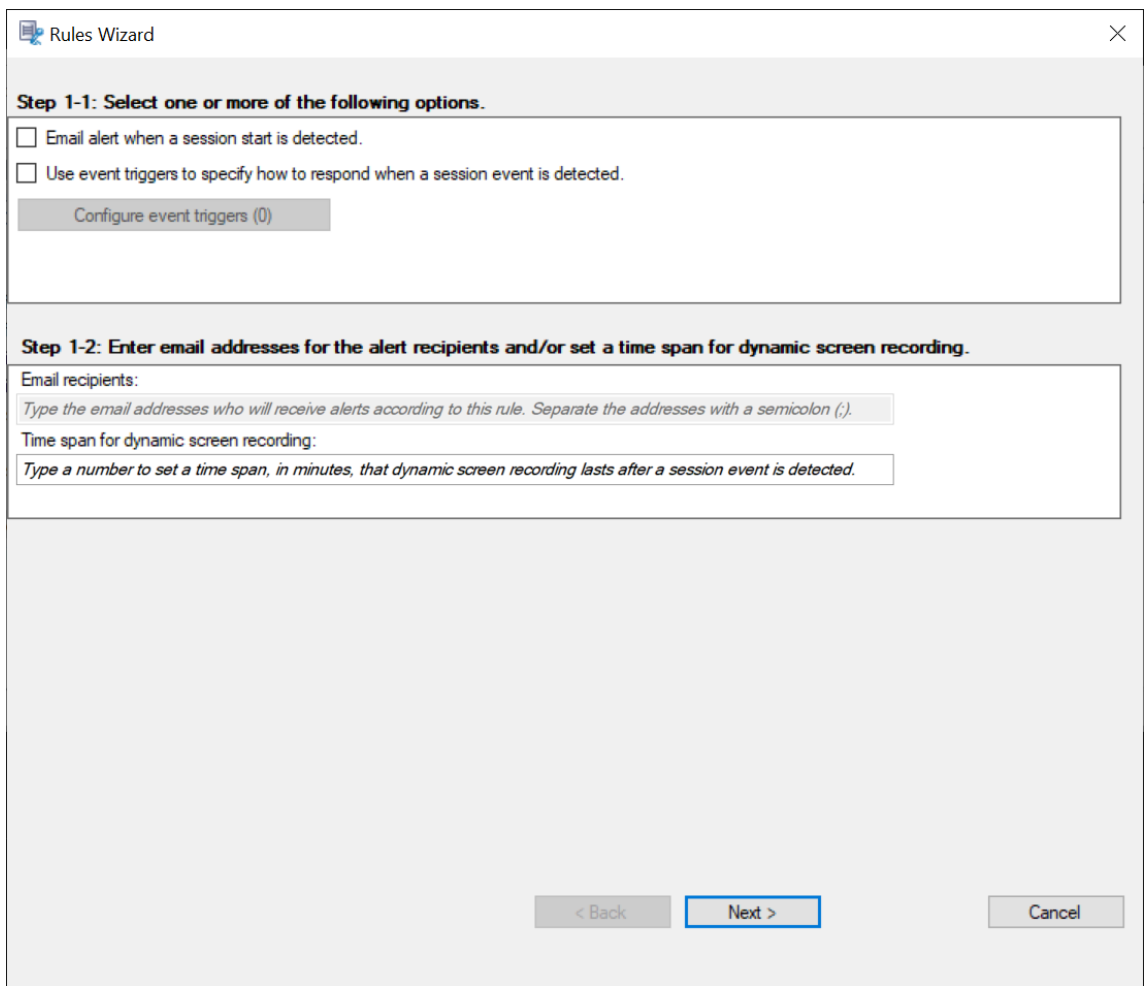 Rules Wizard
Step 1-1: Select one or more of the following options.
Email alert when a session start is detected.
Use event triggers to specify how to respond when a session event is detected.
Configure event triggers (0)
Step 1-2: Enter email addresses for the alert recipients and/or set a time span for dynamic screen recording.
Email recipients:
Type the email addresses who will receive alerts according to this rule. Separate the addresses with a semicolon (;).
Time span for dynamic screen recording:
Type a number to set a time span, in minutes, that dynamic screen recording lasts after a session event is detected.
< Back Next > Cancel